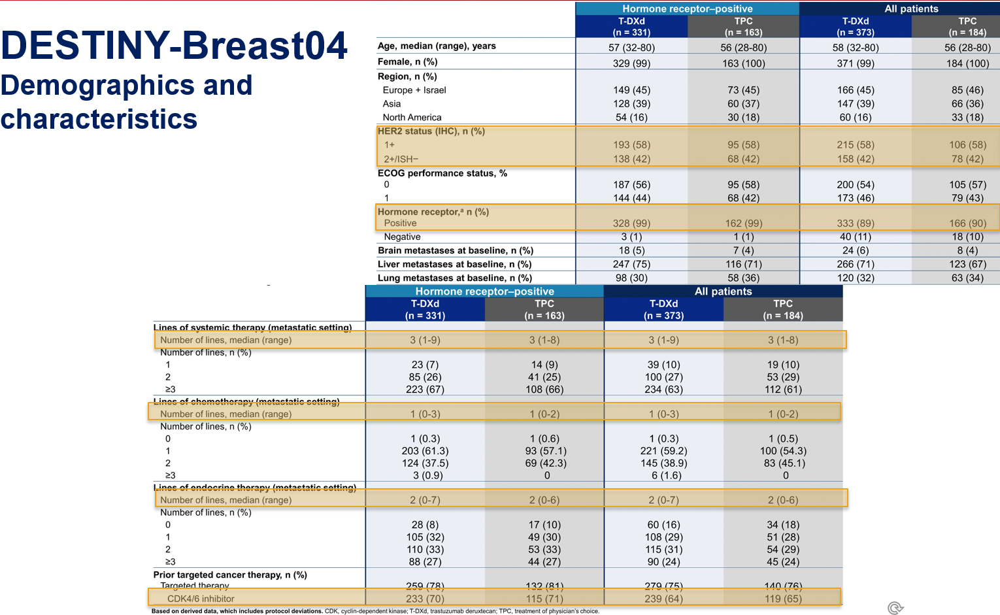 DESTINY-Breast04
Demographics and
characteristics
Hormone receptor–positive All patients
T-DXd TPC T-DXd TPC
(n = 331) (n = 163) (n = 373) (n = 184)
Age, median (range), years 57 (32-80) 56 (28-80) 58 (32-80) 56 (28-80)
Female, n (%) 329 (99) 163 (100) 371 (99) 184 (100)
Region, n (%)
Europe + Israel 149 (45) 73 (45) 166 (45) 85 (46)
Asia 128 (39) 60 (37) 147 (39) 66 (36)
North America 54 (16) 30 (18) 60 (16) 33 (18)
HER2 status (IHC), n (%)
1+ 193 (58) 95 (58) 215 (58) 106 (58)
2+/ISH− 138 (42) 68 (42) 158 (42) 78 (42)
ECOG performance status, %
0 187 (56) 95 (58) 200 (54) 105 (57)
1 144 (44) 68 (42) 173 (46) 79 (43)
Hormone receptor,ᵃ n (%)
Positive 328 (99) 162 (99) 333 (89) 166 (90)
Negative 3 (1) 1 (1) 40 (11) 18 (10)
Brain metastases at baseline, n (%) 18 (5) 7 (4) 24 (6) 8 (4)
Liver metastases at baseline, n (%) 247 (75) 116 (71) 266 (71) 123 (67)
Lung metastases at baseline, n (%) 98 (30) 58 (36) 120 (32) 63 (34)
Hormone receptor–positive All patients
T-DXd TPC T-DXd TPC
(n = 331) (n = 163) (n = 373) (n = 184)
Lines of systemic therapy (metastatic setting)
Number of lines, median (range) 3 (1-9) 3 (1-8) 3 (1-9) 3 (1-8)
Number of lines, n (%)
1 23 (7) 14 (9) 39 (10) 19 (10)
2 85 (26) 41 (25) 100 (27) 53 (29)
≥3 223 (67) 108 (66) 234 (63) 112 (61)
Lines of chemotherapy (metastatic setting)
Number of lines, median (range) 1 (0-3) 1 (0-2) 1 (0-3) 1 (0-2)
Number of lines, n (%)
0 1 (0.3) 1 (0.6) 1 (0.3) 1 (0.5)
1 203 (61.3) 93 (57.1) 221 (59.2) 100 (54.3)
2 124 (37.5) 69 (42.3) 145 (38.9) 83 (45.1)
≥3 3 (0.9) 0 6 (1.6) 0
Lines of endocrine therapy (metastatic setting)
Number of lines, median (range) 2 (0-7) 2 (0-6) 2 (0-7) 2 (0-6)
Number of lines, n (%)
0 28 (8) 17 (10) 60 (16) 34 (18)
1 105 (32) 49 (30) 108 (29) 51 (28)
2 110 (33) 53 (33) 115 (31) 54 (29)
≥3 88 (27) 44 (27) 90 (24) 45 (24)
Prior targeted cancer therapy, n (%)
Targeted therapy 259 (78) 132 (81) 279 (75) 140 (76)
CDK4/6 inhibitor 233 (70) 115 (71) 239 (64) 119 (65)
Based on derived data, which includes protocol deviations. CDK, cyclin-dependent kinase; T-DXd, trastuzumab deruxtecan; TPC, treatment of physician’s choice.